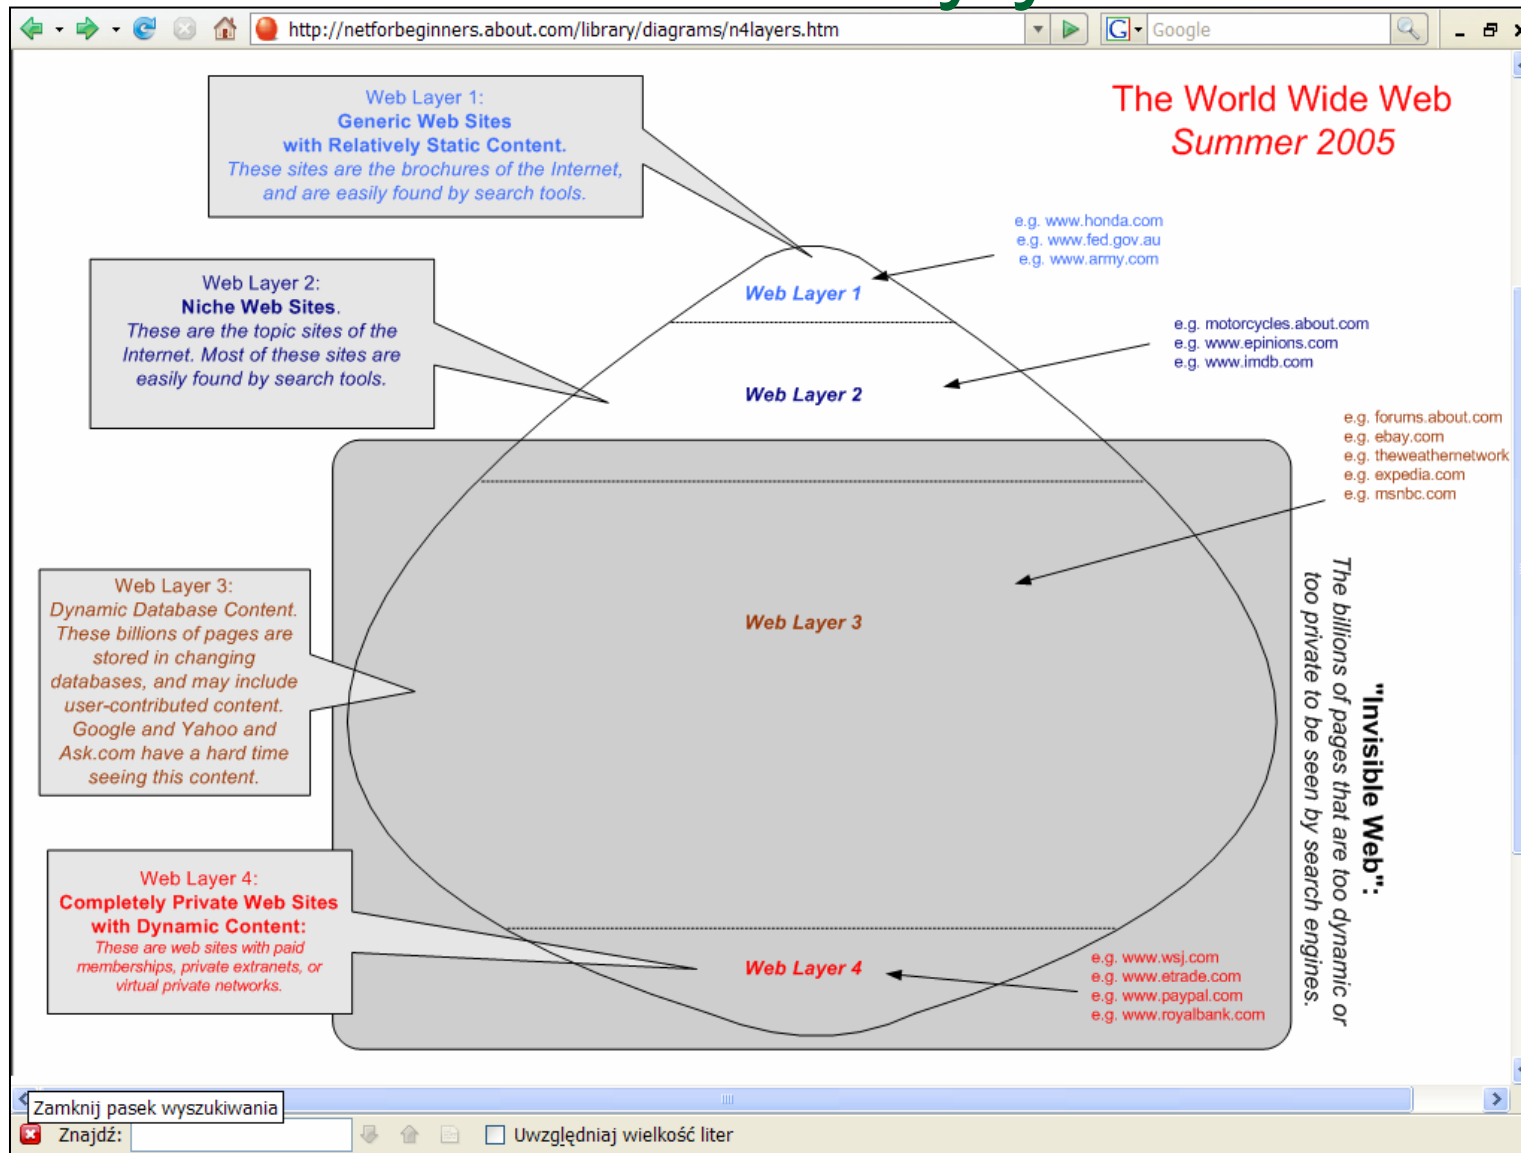 http://netforbeginners.about.com/library/diagrams/n4layers.htm
Google
The World Wide Web
Summer 2005
Web Layer 1:
Generic Web Sites
with Relatively Static Content.
These sites are the brochures of the Internet,
and are easily found by search tools.
e.g. www.honda.com
e.g. www.fed.gov.au
e.g. www.army.com
Web Layer 1
Web Layer 2:
Niche Web Sites.
These are the topic sites of the
Internet. Most of these sites are
easily found by search tools.
e.g. motorcycles.about.com
e.g. www.epinions.com
e.g. www.imdb.com
Web Layer 2
e.g. forums.about.com
e.g. ebay.com
e.g. theweathernetwork
e.g. expedia.com
e.g. msnbc.com
Web Layer 3:
Dynamic Database Content.
These billions of pages are
stored in changing
databases, and may include
user-contributed content.
Google and Yahoo and
Ask.com have a hard time
seeing this content.
Web Layer 3
"Invisible Web":
The billions of pages that are too dynamic or
too private to be seen by search engines.
Web Layer 4:
Completely Private Web Sites
with Dynamic Content:
These are web sites with paid
memberships, private extranets, or
virtual private networks.
Web Layer 4
e.g. www.wsj.com
e.g. www.etrade.com
e.g. www.paypal.com
e.g. www.royalbank.com
Zamknij pasek wyszukiwania
Znajdź:
Uwzględniaj wielkość liter